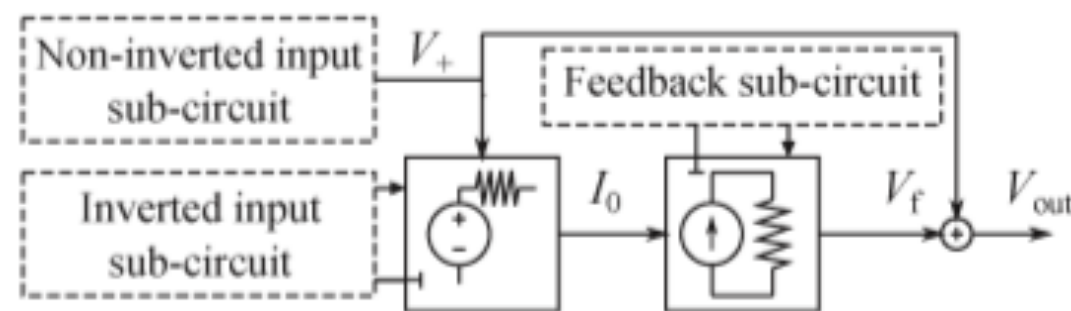 Non-inverted input
sub-circuit
V+
Feedback sub-circuit
Inverted input
sub-circuit
+
-
I0
Vf
+
Vout